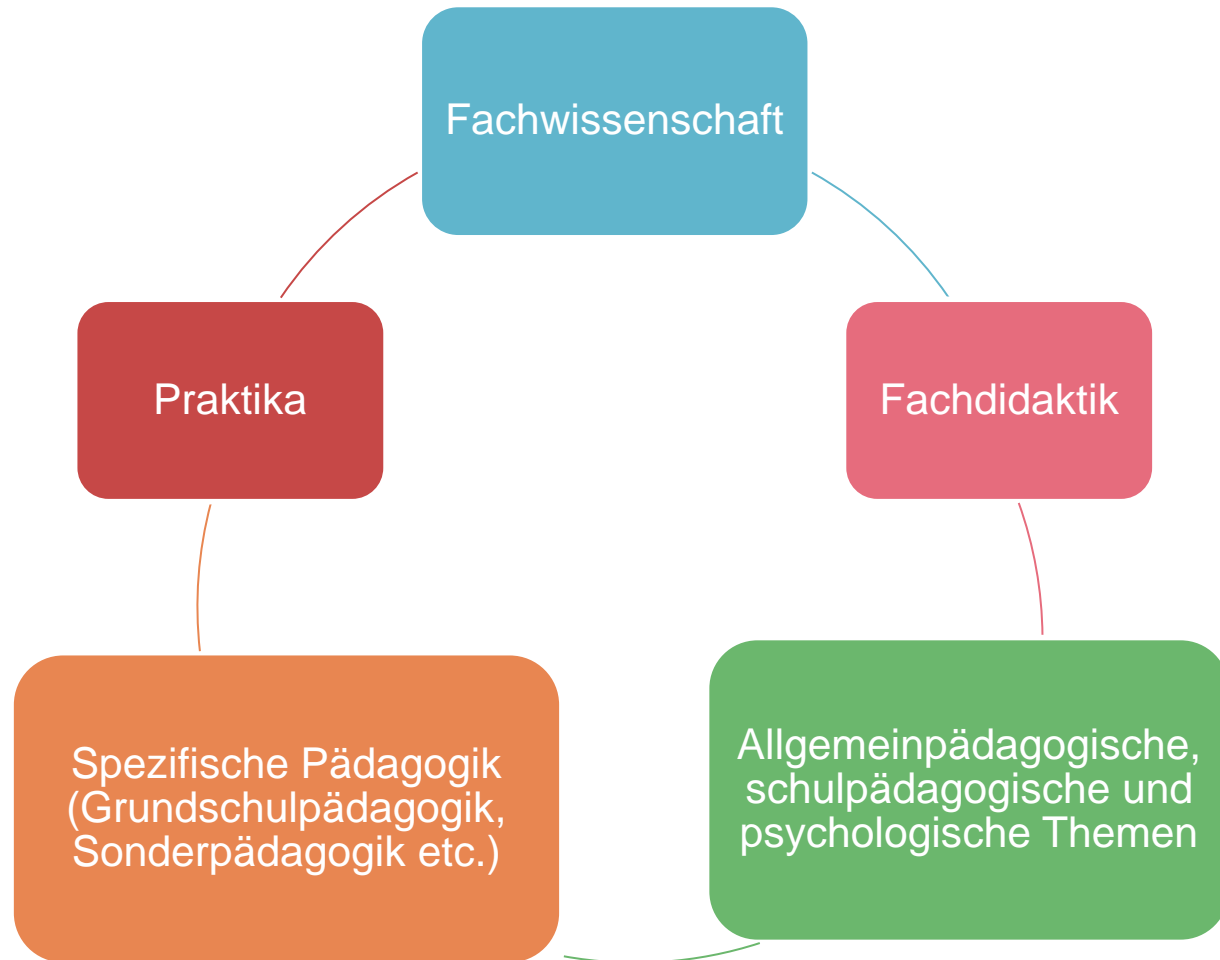 Fachwissenschaft
Praktika
Fachdidaktik
Spezifische Pädagogik
(Grundschulpädagogik,
Sonderpädagogik etc.)
Allgemeinpädagogische,
schulpädagogische und
psychologische Themen